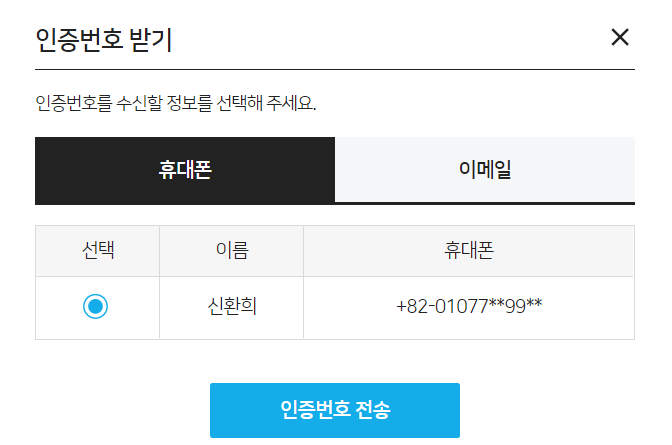 인증번호 받기
인증번호를 수신할 정보를 선택해 주세요.
휴대폰 이메일
선택 이름 휴대폰
신환희 +82-01077**99**
인증번호 전송